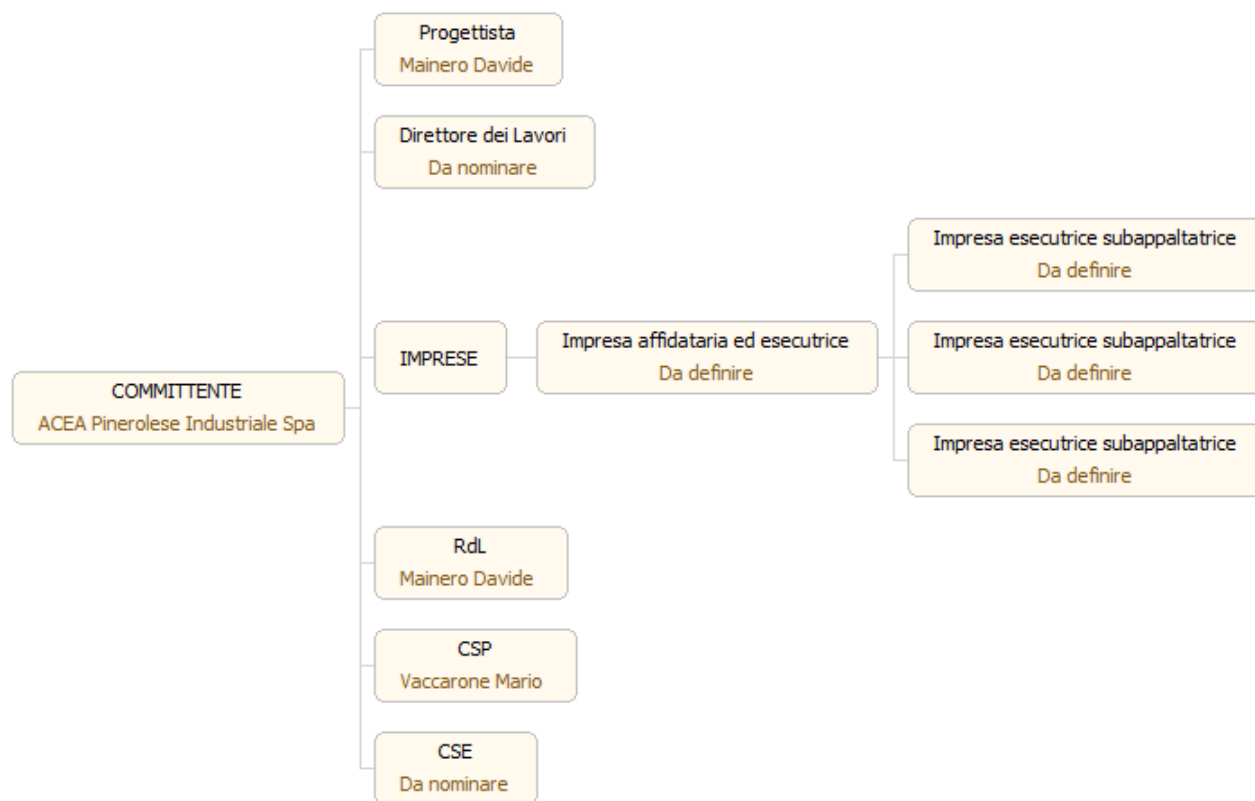 Progettista
Mainero Davide
Direttore dei Lavori
Da nominare
Impresa esecutrice subappaltatrice
Da definire
IMPRESE
Impresa affidataria ed esecutrice
Da definire
Impresa esecutrice subappaltatrice
Da definire
COMMITTENTE
ACEA Pinerolese Industriale Spa
Impresa esecutrice subappaltatrice
Da definire
RdL
Mainero Davide
CSP
Vaccarone Mario
CSE
Da nominare